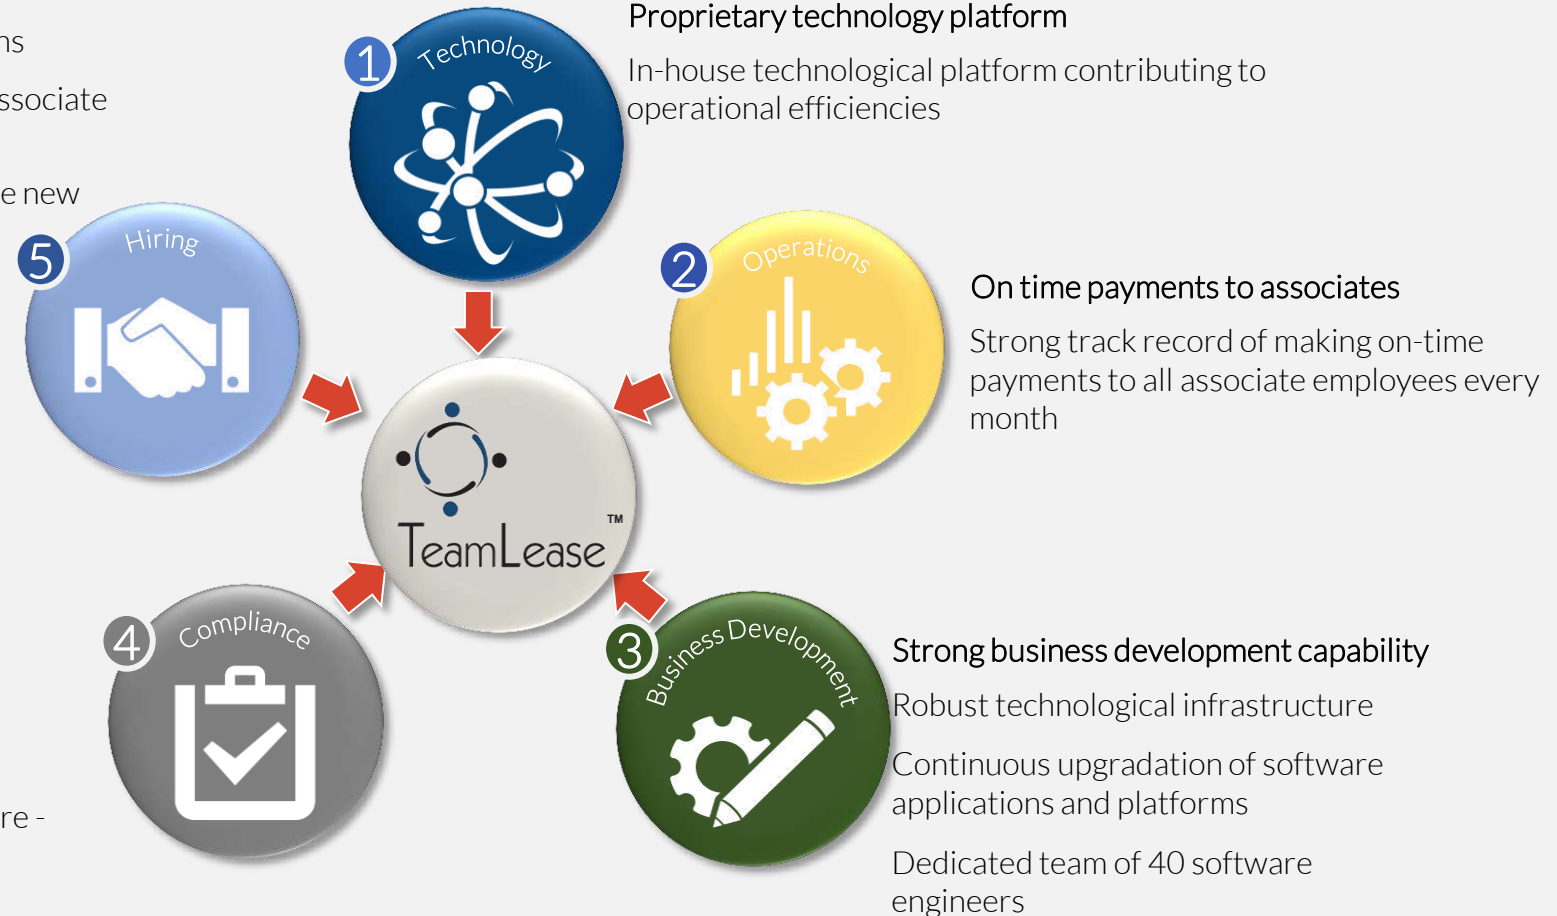 Proprietary technology platform
In-house technological platform contributing to
operational efficiencies
1
Technology
ns
ssociate
e new
5
Hiring
2
Operations
On time payments to associates
Strong track record of making on-time
payments to all associate employees every
month
TeamLease
TM
4
Compliance
re -
3
Business Development
Strong business development capability
Robust technological infrastructure
Continuous upgradation of software
applications and platforms
Dedicated team of 40 software
engineers